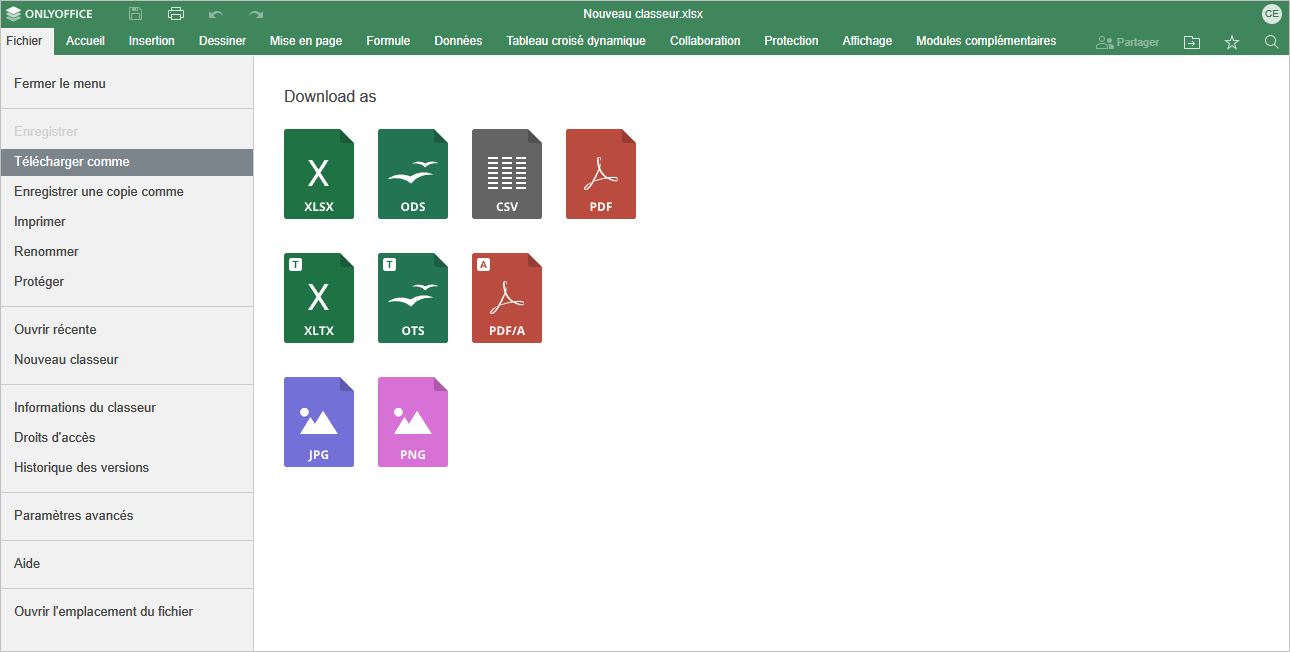 ONLYOFFICE
Nouveau classeur.xlsx
CE
Fichier Accueil Insertion Dessiner Mise en page Formule Données Tableau croisé dynamique Collaboration Protection Affichage Modules complémentaires Partager
Fermer le menu
Enregistrer
Télécharger comme
Enregistrer une copie comme
Imprimer
Renommer
Protéger
Ouvrir récente
Nouveau classeur
Informations du classeur
Droits d'accès
Historique des versions
Paramètres avancés
Aide
Ouvrir l'emplacement du fichier
Download as
X
XLSX ODS CSV PDF
T T A
X
XLTX OTS PDF/A
JPG PNG